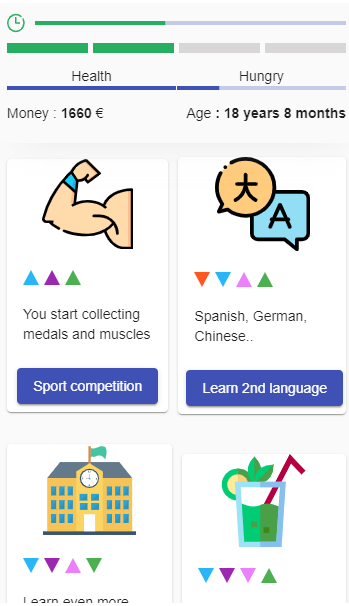 Health Hungry
Money : 1660 € Age : 18 years 8 months
大 A
You start collecting
medals and muscles
Sport competition
Spanish, German,
Chinese..
Learn 2nd language
Learn even more